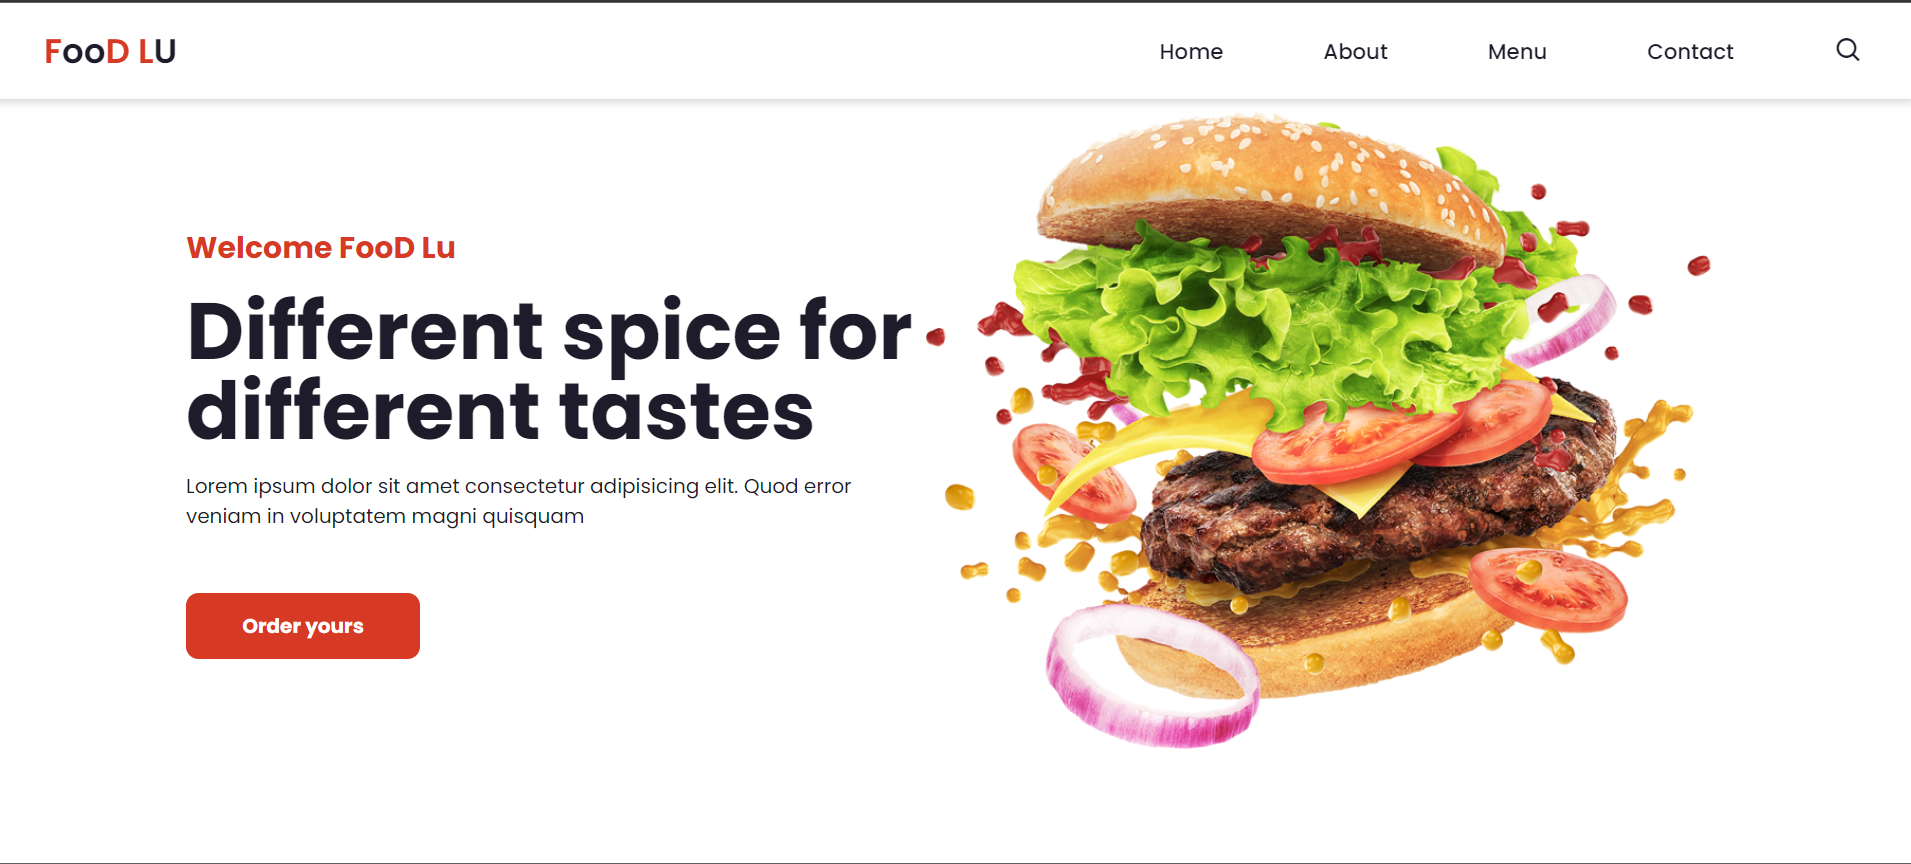 FooD LU
Home
About
Menu
Contact
Welcome FooD Lu
Different spice for
different tastes
Lorem ipsum dolor sit amet consectetur adipisicing elit. Quod error
veniam in voluptatem magni quisquam
Order yours